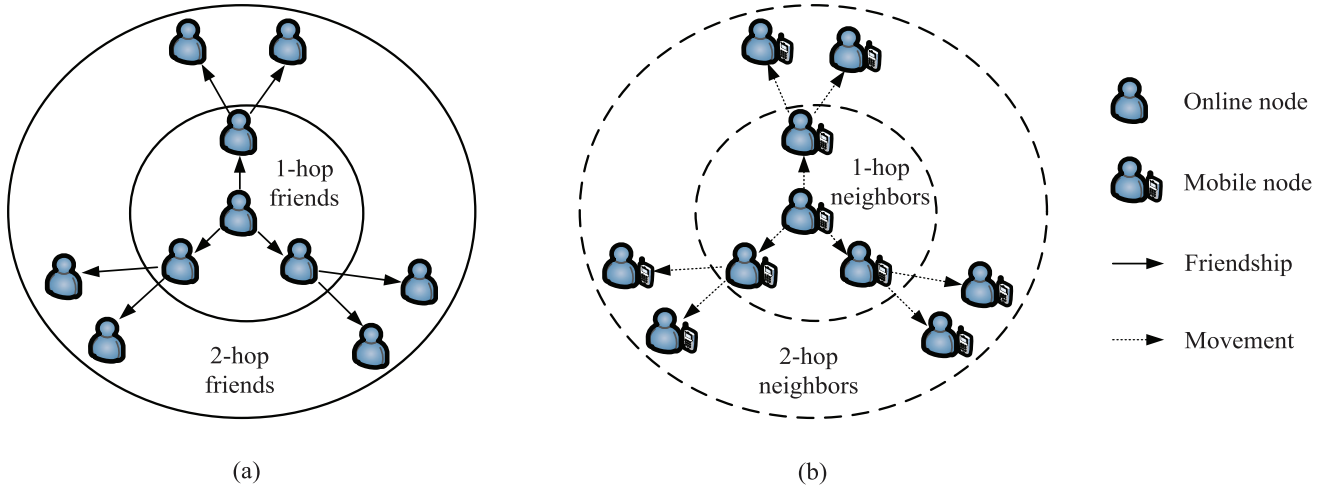 1-hop
friends
2-hop
friends
(a)
1-hop
neighbors
2-hop
neighbors
(b)
Online node
Mobile node
Friendship
Movement